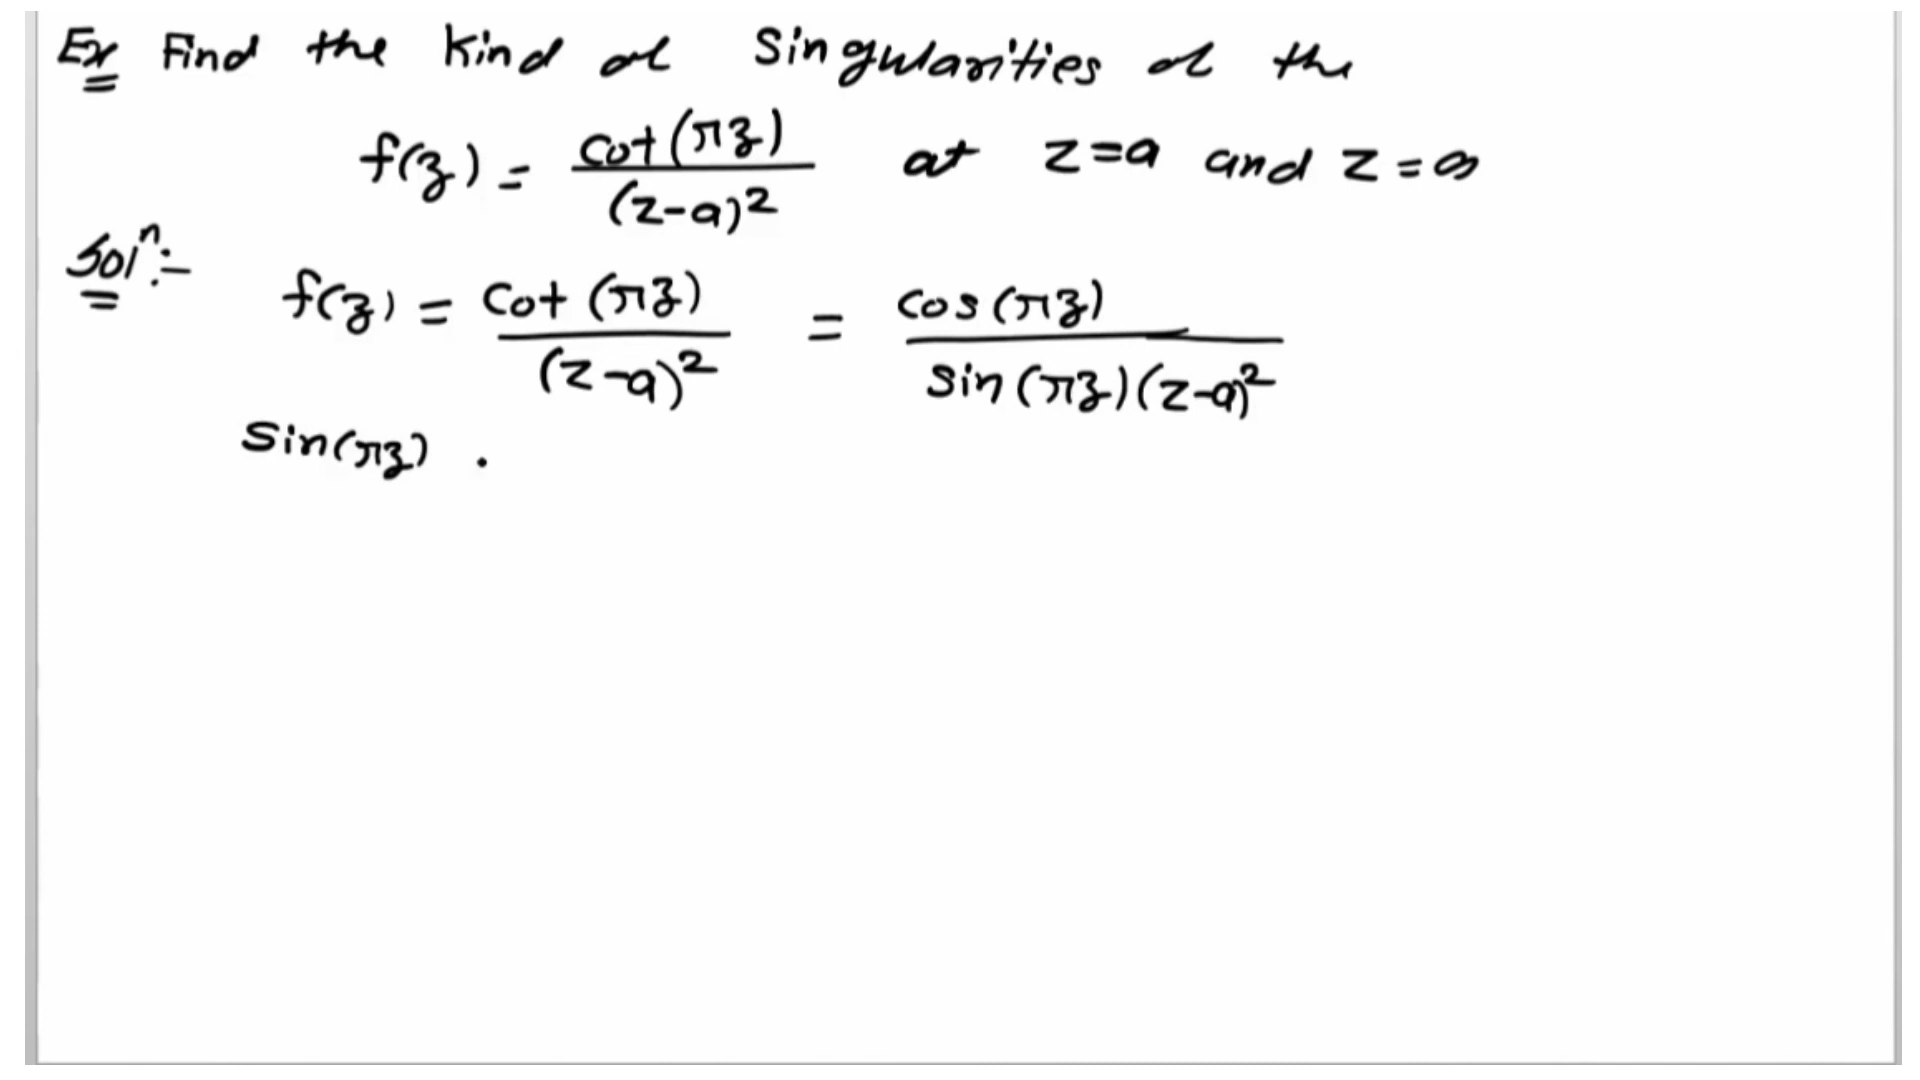 Ex Find the kind of Singularities of the
f(z) = cot(πz) / (z-a)² at z=a and z=∞
Solⁿ:-
f(z) = cot(πz) / (z-a)² = cos(πz) / sin(πz)(z-a)²
sin(πz) .